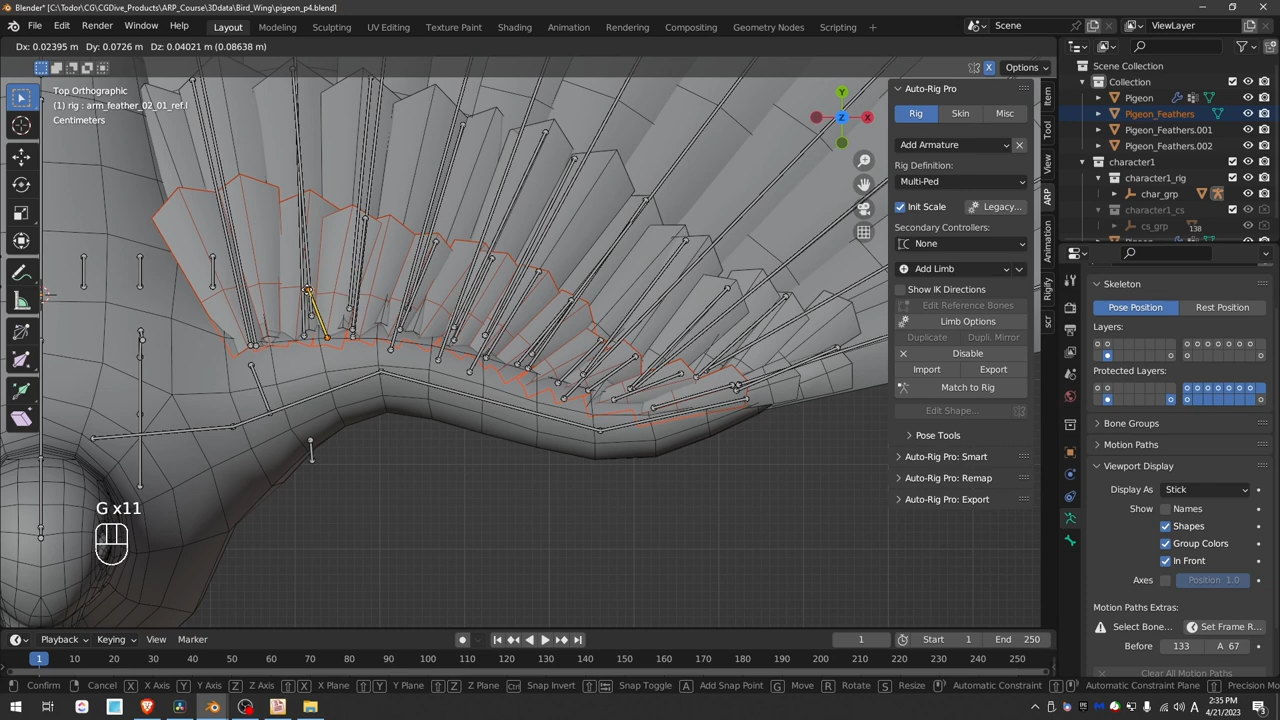 Blender* [C:\Todor\CG\CGDive_Products\ARP_Course\3Ddata\Bird_Wing\pigeon_p4.blend]
File Edit Render Window Help Layout Modeling Sculpting UV Editing Texture Paint Shading Animation Rendering Compositing Geometry Nodes Scripting + Scene ViewLayer
Dx: 0.02395 m Dy: 0.0726 m Dz: 0.04021 m (0.08638 m)
X Options
Top Orthographic
(1) rig : arm_feather_02_01_ref.l
Centimeters
Y
X
Z
Auto-Rig Pro
Rig Skin Misc
Add Armature
Rig Definition:
Multi-Ped
Init Scale Legacy...
Secondary Controllers:
None
Add Limb
Show IK Directions
Edit Reference Bones
Limb Options
Duplicate Dupli. Mirror
Disable
Import Export
Match to Rig
Edit Shape...
Pose Tools
Auto-Rig Pro: Smart
Auto-Rig Pro: Remap
Auto-Rig Pro: Export
Item
Tool
View
ARP
Animation
Rigify
scr
Scene Collection
Collection
Pigeon
Pigeon_Feathers
Pigeon_Feathers.001
Pigeon_Feathers.002
character1
character1_rig
char_grp
character1_cs
cs_grp
138
Skeleton
Pose Position Rest Position
Layers:
Protected Layers:
Bone Groups
Motion Paths
Viewport Display
Display As Stick
Show Names
Shapes
Group Colors
In Front
Axes Position 1.0
Motion Paths Extras:
Select Bone... Set Frame R...
Before 133 A 67
Clear All Motion Paths
G x11
Playback Keying View Marker 1 Start 1 End 250
1 10 20 30 40 50 60 70 80 90 100 110 120 130 140 150 160 170 180 190 200 210 220 230 240 250
Confirm X Cancel X X Axis Y Y Axis Z Z Axis X X Plane Y Y Plane Z Z Plane Ctrl Snap Invert Snap Toggle A Add Snap Point G Move R Rotate S Resize Automatic Constraint Automatic Constraint Plane Precision Mo
A 2:35 PM
4/21/2023